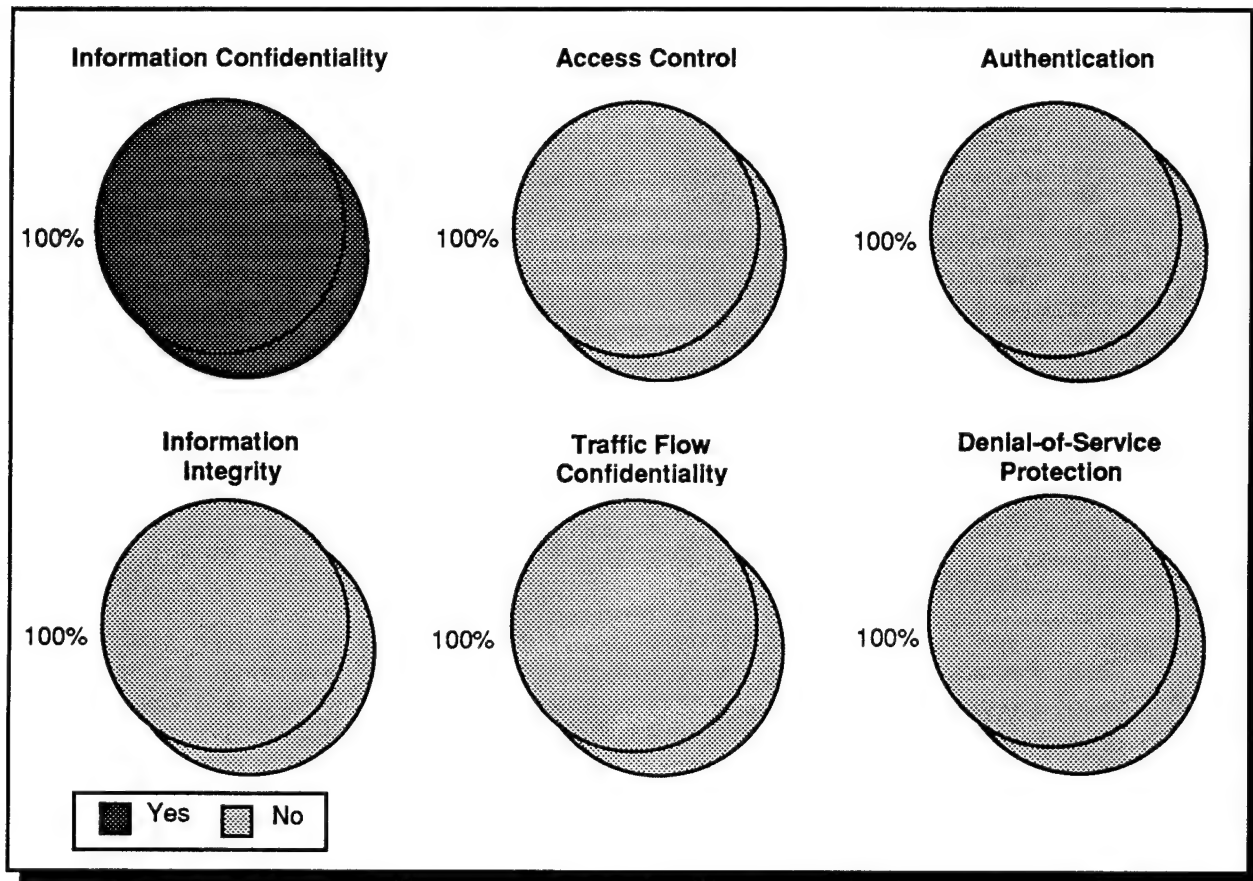 Information Confidentiality
Access Control
Authentication
100%
100%
100%
Information
Integrity
Traffic Flow
Confidentiality
Denial-of-Service
Protection
100%
100%
100%
Yes
No